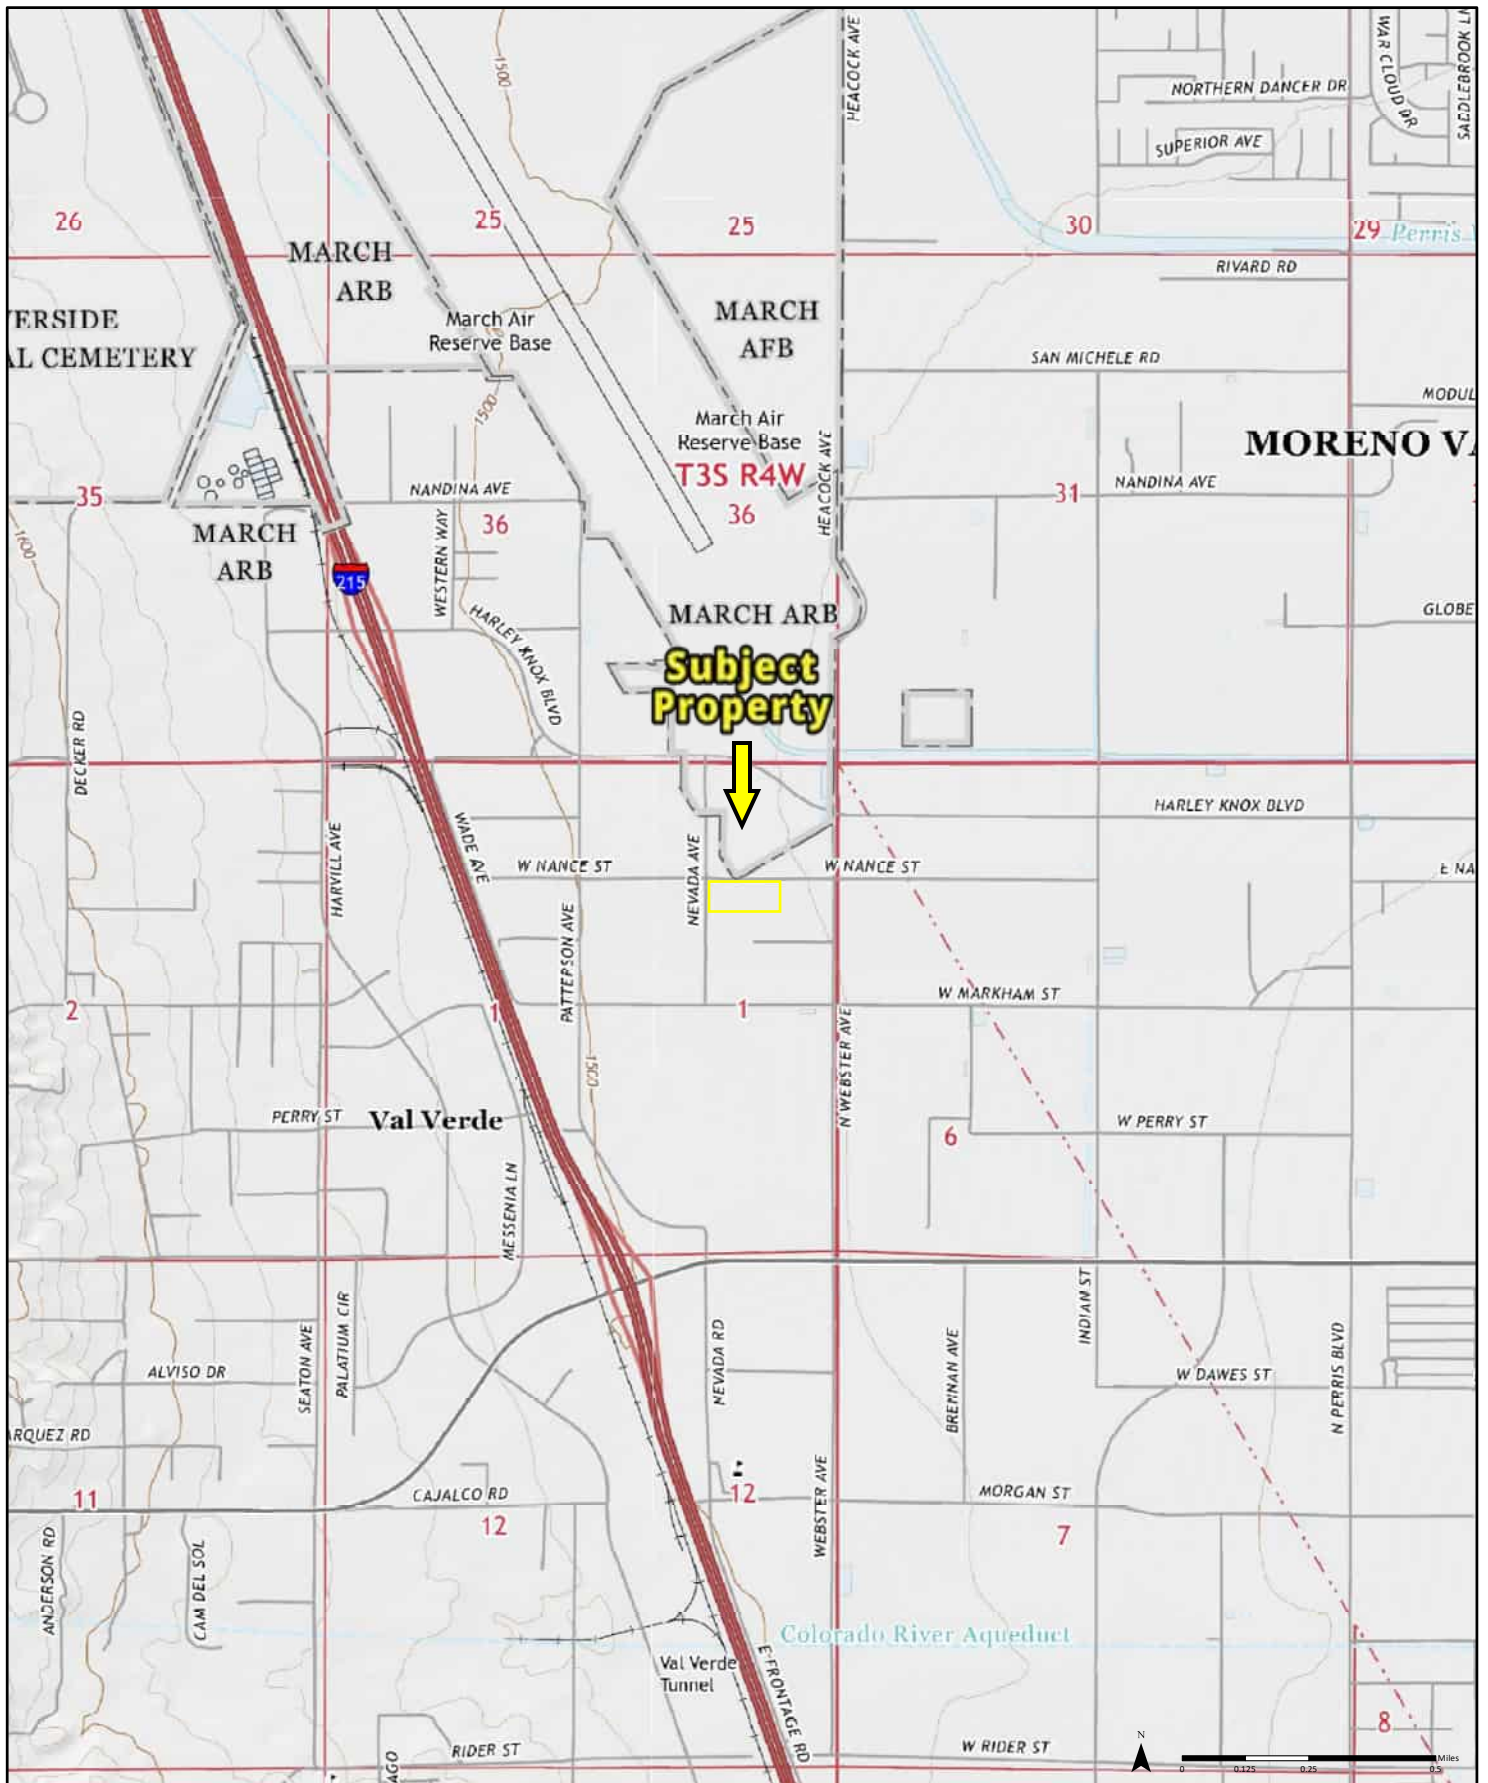 1500
HEACOCK AVE
NORTHERN DANCER DR
WAR CLOUD DR
SADDLEBROOK LN
SUPERIOR AVE
26
25
25
30
29
Perris
MARCH
ARB
RIVARD RD
ERSIDE
AL CEMETERY
March Air
Reserve Base
MARCH
AFB
SAN MICHELE RD
1500
MODUL
March Air
Reserve Base
MORENO VA
T3S R4W
HEACOCK AVE
35
NANDINA AVE
31
NANDINA AVE
36
36
1600
MARCH
ARB
WESTERN WAY
215
MARCH ARB
GLOBE
HARLEY KNOX BLVD
Subject
Property
DECKER RD
HARLEY KNOX BLVD
WADE AVE
HARVILL AVE
W NANCE ST
NEVADA AVE
W NANCE ST
E NA
PATTERSON AVE
W MARKHAM ST
2
1
1
N WEBSTER AVE
1500
PERRY ST
Val Verde
6
W PERRY ST
MESSENIA LN
INDIAN ST
SEATON AVE
PALATIUM CIR
NEVADA RD
BRENNAN AVE
N PERRIS BLVD
ALVISO DR
W DAWES ST
RQUEZ RD
11
CAJALCO RD
12
12
WEBSTER AVE
MORGAN ST
7
ANDERSON RD
CAM DEL SOL
Colorado River Aqueduct
Val Verde
Tunnel
E FRONTAGE RD
8
RIDER ST
AGO
W RIDER ST
N
Miles
0
0.125
0.25
0.5